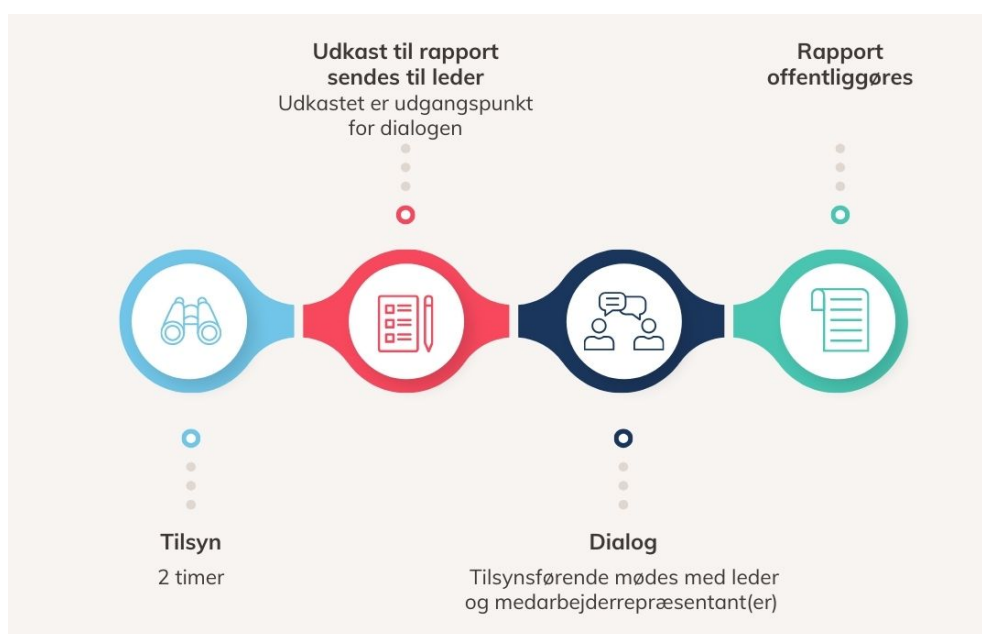 Udkast til rapport
sendes til leder
Udkastet er udgangspunkt
for dialogen
Rapport
offentliggøres
Tilsyn
2 timer
Dialog
Tilsynsførende mødes med leder
og medarbejderrepræsentant(er)